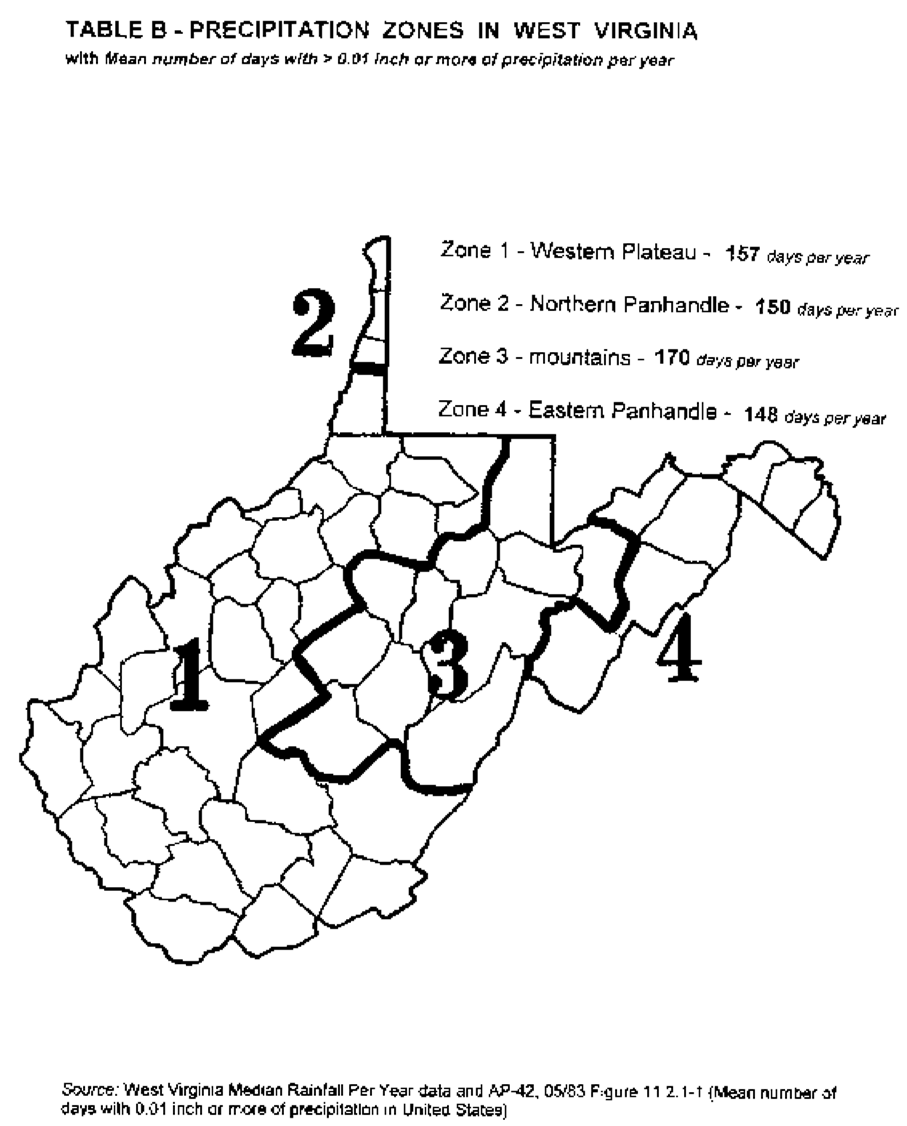 TABLE B - PRECIPITATION ZONES IN WEST VIRGINIA
with Mean number of days with > 0.01 inch or more of precipitation per year
Zone 1 - Western Plateau - 157 days per year
2
Zone 2 - Northern Panhandle - 150 days per year
Zone 3 - mountains - 170 days per year
Zone 4 - Eastern Panhandle - 148 days per year
1
3
4
Source: West Virginia Median Rainfall Per Year data and AP-42, 05/83 Figure 11 2.1-1 (Mean number of
days with 0.01 inch or more of precipitation in United States)